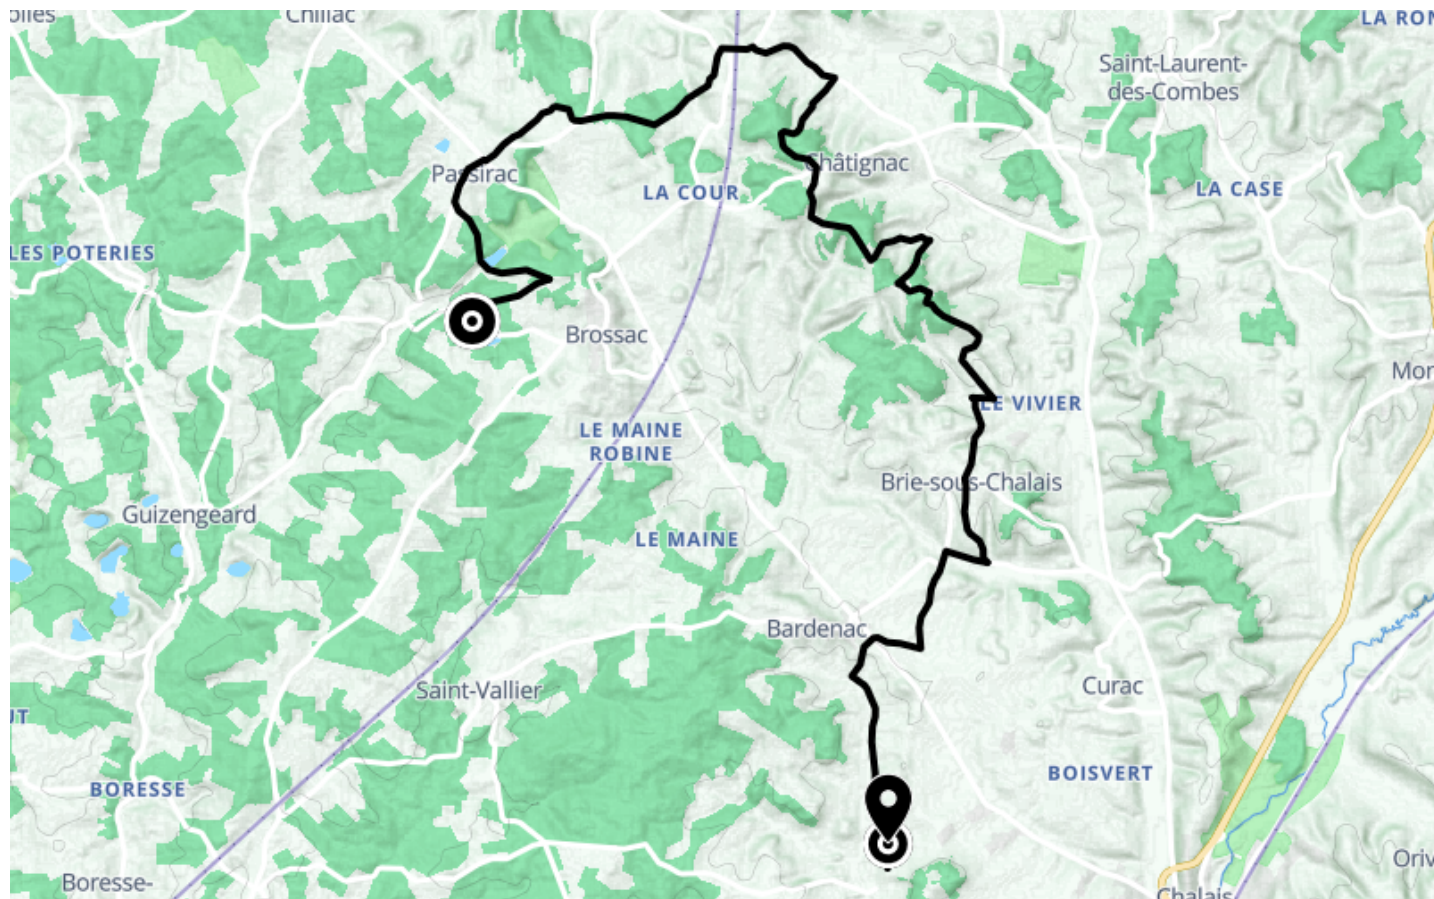 Chillac
LA RON
Saint-Laurent-
des-Combes
Passirac
Châtignac
LA COUR
LA CASE
LES POTERIES
Brossac
Mon
LE VIVIER
LE MAINE
ROBINE
Brie-sous-Chalais
Guizengeard
LE MAINE
Bardenac
Saint-Vallier
Curac
UT
BOISVERT
BORESSE
Oriv
Boresse-
Chalais